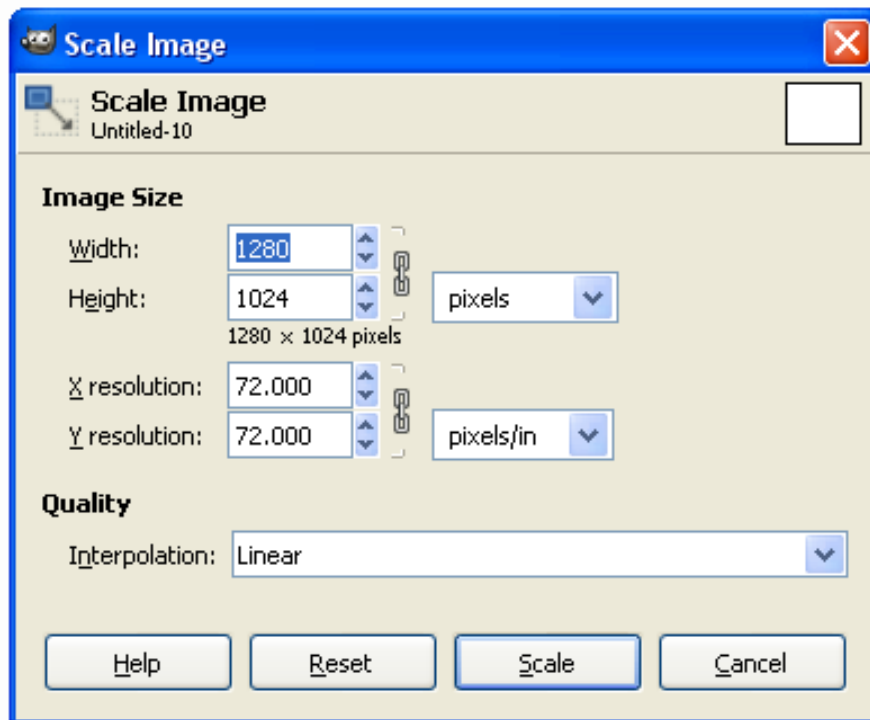 Scale Image
Scale Image
Untitled-10
Image Size
Width: 1280
Height: 1024 pixels
1280 × 1024 pixels
X resolution: 72.000
Y resolution: 72.000 pixels/in
Quality
Interpolation: Linear
Help Reset Scale Cancel